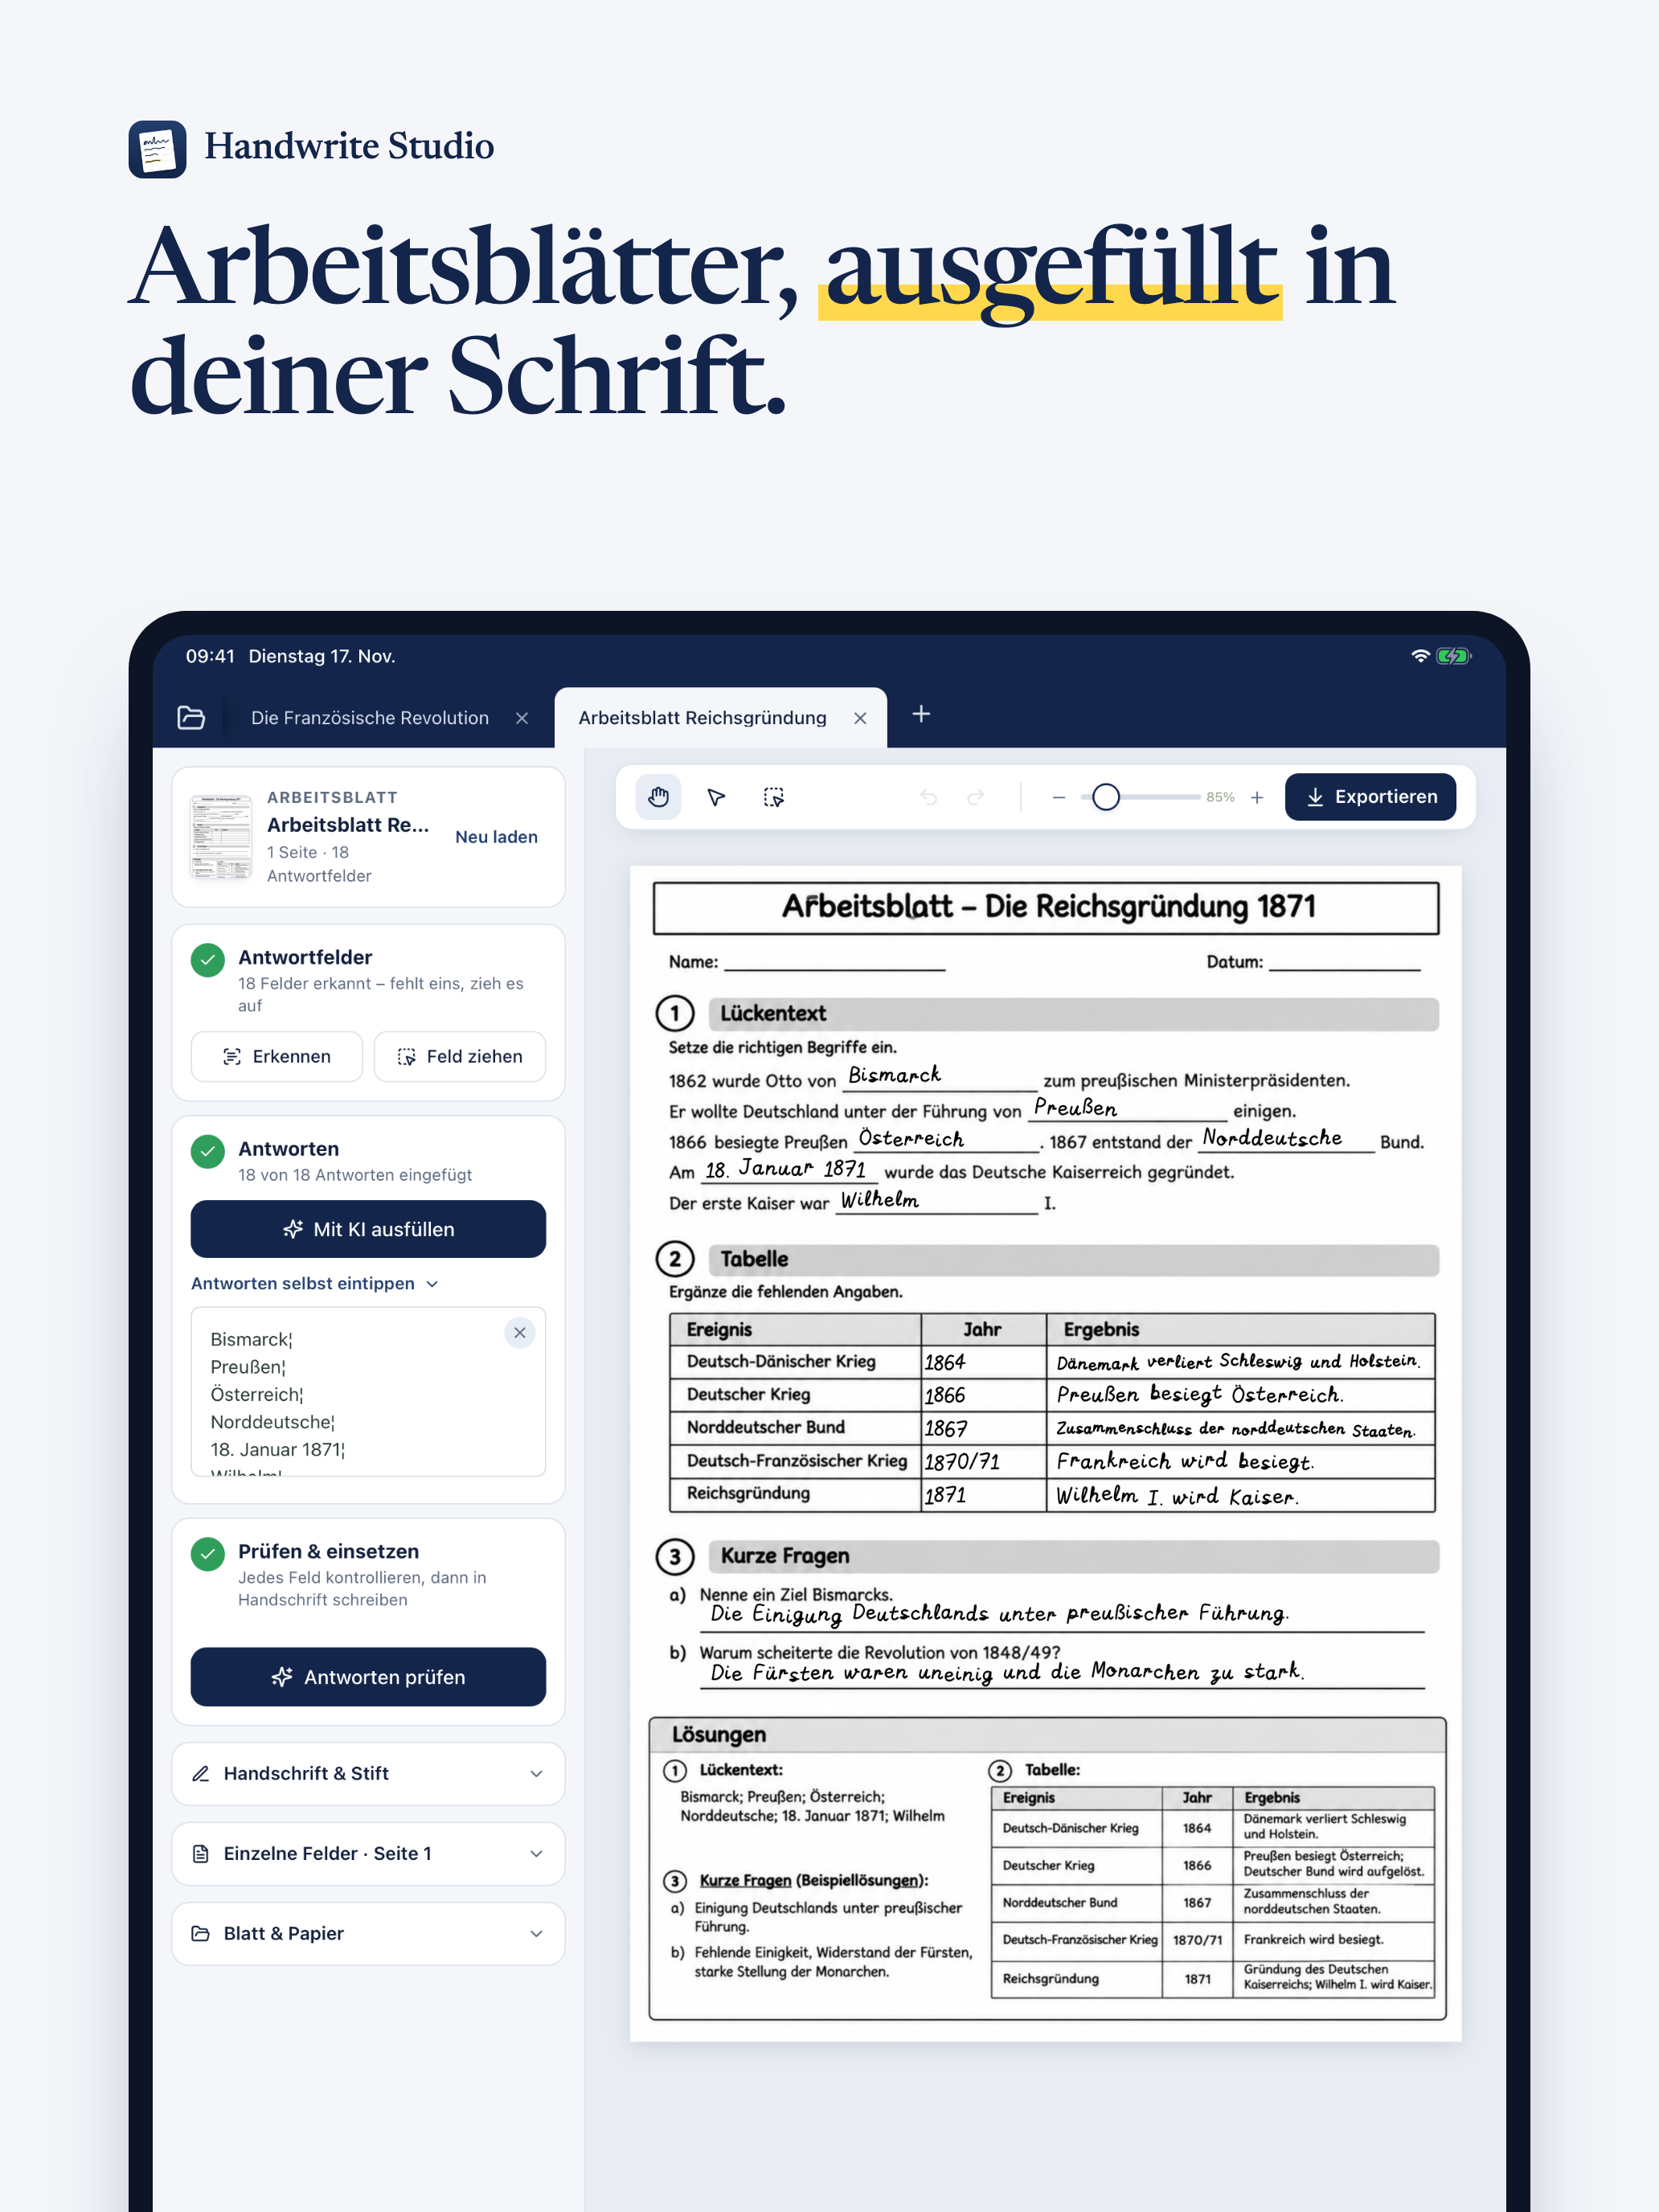 Handwrite Studio
Arbeitsblätter, ausgefüllt in
deiner Schrift.
09:41 Dienstag 17. Nov.
Die Französische Revolution
Arbeitsblatt Reichsgründung
ARBEITSBLATT
Arbeitsblatt Re...
1 Seite · 18
Antwortfelder
Neu laden
Antwortfelder
18 Felder erkannt – fehlt eins, zieh es
auf
Erkennen
Feld ziehen
Antworten
18 von 18 Antworten eingefügt
Mit KI ausfüllen
Antworten selbst eintippen
Bismarck¦
Preußen¦
Österreich¦
Norddeutsche¦
18. Januar 1871¦
Wilhelm¦
Prüfen & einsetzen
Jedes Feld kontrollieren, dann in
Handschrift schreiben
Antworten prüfen
Handschrift & Stift
Einzelne Felder · Seite 1
Blatt & Papier
85%
Exportieren
Arbeitsblatt – Die Reichsgründung 1871
Name: Datum:
1 Lückentext
Setze die richtigen Begriffe ein.
1862 wurde Otto von Bismarck zum preußischen Ministerpräsidenten.
Er wollte Deutschland unter der Führung von Preußen einigen.
1866 besiegte Preußen Österreich. 1867 entstand der Norddeutsche Bund.
Am 18. Januar 1871 wurde das Deutsche Kaiserreich gegründet.
Der erste Kaiser war Wilhelm I.
2 Tabelle
Ergänze die fehlenden Angaben.
Ereignis Jahr Ergebnis
Deutsch-Dänischer Krieg 1864 Dänemark verliert Schleswig und Holstein.
Deutscher Krieg 1866 Preußen besiegt Österreich.
Norddeutscher Bund 1867 Zusammenschluss der norddeutschen Staaten.
Deutsch-Französischer Krieg 1870/71 Frankreich wird besiegt.
Reichsgründung 1871 Wilhelm I. wird Kaiser.
3 Kurze Fragen
a) Nenne ein Ziel Bismarcks.
Die Einigung Deutschlands unter preußischer Führung.
b) Warum scheiterte die Revolution von 1848/49?
Die Fürsten waren uneinig und die Monarchen zu stark.
Lösungen
1 Lückentext:
Bismarck; Preußen; Österreich;
Norddeutsche; 18. Januar 1871; Wilhelm
3 Kurze Fragen (Beispiellösungen):
a) Einigung Deutschlands unter preußischer
Führung.
b) Fehlende Einigkeit, Widerstand der Fürsten,
starke Stellung der Monarchen.
2 Tabelle:
Ereignis Jahr Ergebnis
Deutsch-Dänischer Krieg 1864 Dänemark verliert Schleswig
und Holstein.
Deutscher Krieg 1866 Preußen besiegt Österreich;
Deutscher Bund wird aufgelöst.
Norddeutscher Bund 1867 Zusammenschluss der
norddeutschen Staaten.
Deutsch-Französischer Krieg 1870/71 Frankreich wird besiegt.
Reichsgründung 1871 Gründung des Deutschen
Kaiserreichs; Wilhelm I. wird Kaiser.